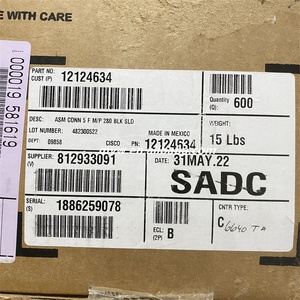 E WITH CARE
PART NO:
CUST (P)
12124634
Quantity
(Q)
600
DESC:
ASM CONN 5 F M/P 280 BLK SLD
LOT NUMBER:
482300522
MADE IN MEXICO
WEIGHT:
15 Lbs
DEPT:
09858
CISCO
PN:
12124634
SUPPLIER:
(V)
812933091
DATE:
31MAY.22
SADC
SERIAL:
(S)
1886259078
ECL:
(2P)
B
CNTR TYPE:
C
6640 TA